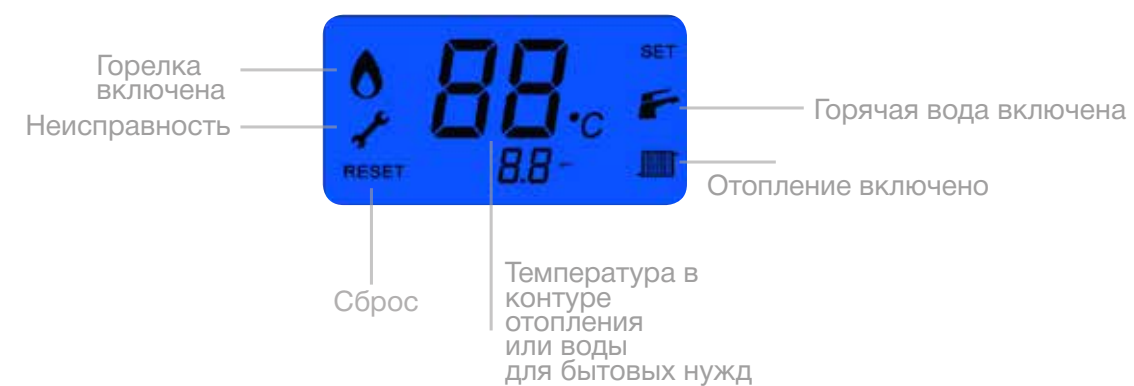 Горелка
включена
Неисправность
RESET
88 °C
8.8
SET
Горячая вода включена
Отопление включено
Сброс
Температура в
контуре
отопления
или воды
для бытовых нужд